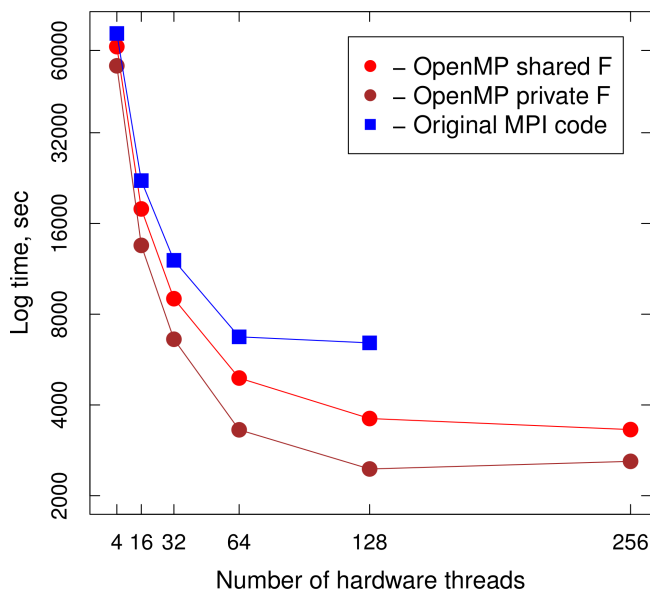 – OpenMP shared F
– OpenMP private F
– Original MPI code
Log time, sec
60000
32000
16000
8000
4000
2000
4 16 32 64 128 256
Number of hardware threads